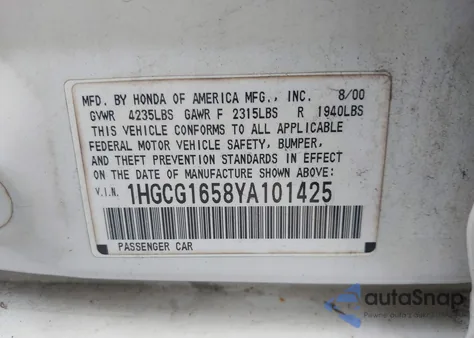 MFD. BY HONDA OF AMERICA MFG., INC. 8/00
GVWR 4235LBS GAWR F 2315LBS R 1940LBS
THIS VEHICLE CONFORMS TO ALL APPLICABLE
FEDERAL MOTOR VEHICLE SAFETY, BUMPER,
AND THEFT PREVENTION STANDARDS IN EFFECT
ON THE DATE OF MANUFACTURE SHOWN ABOVE.
V.I.N. 1HGCG1658YA101425
PASSENGER CAR
autoSnap